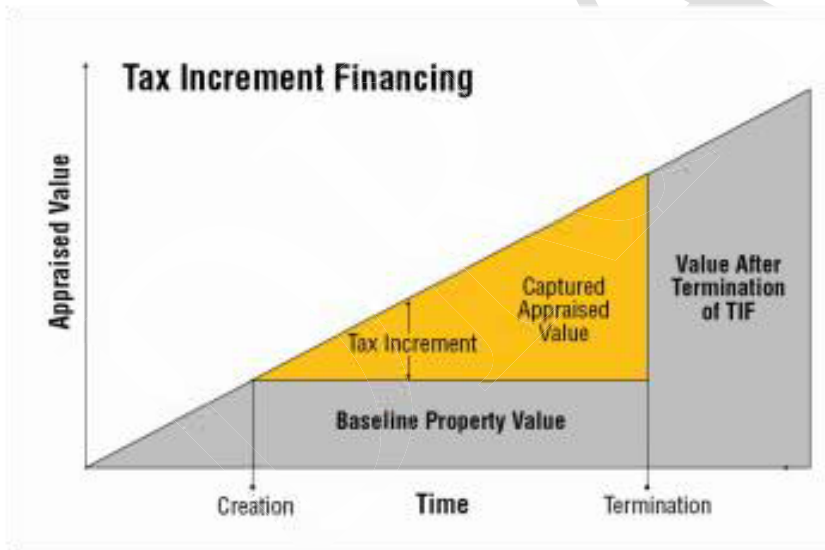 Tax Increment Financing
Appraised Value
Captured
Appraised
Value
Tax Increment
Value After
Termination
of TIF
Baseline Property Value
Creation
Time
Termination